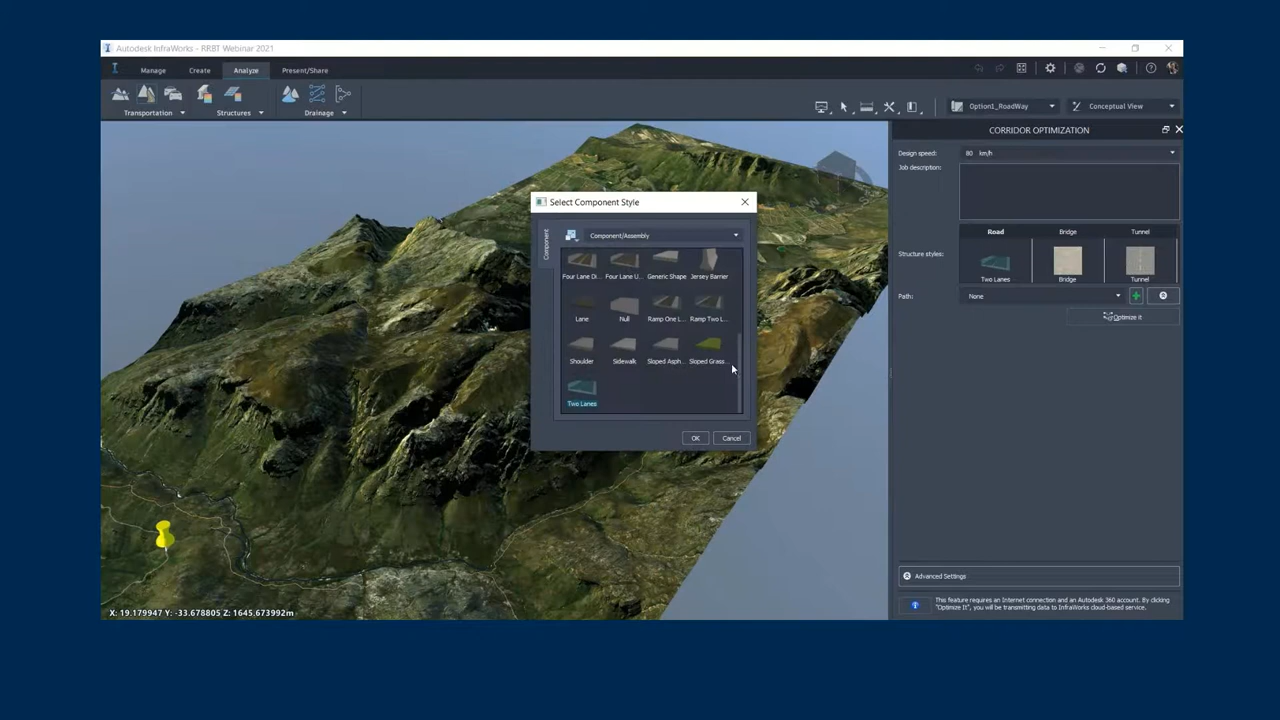 Autodesk InfraWorks - RRBT Webinar 2021
Manage
Create
Analyze
Present/Share
Transportation
Structures
Drainage
Option1_RoadWay
Conceptual View
CORRIDOR OPTIMIZATION
Design speed:
80 km/h
Job description:
Road
Bridge
Tunnel
Structure styles:
Two Lanes
Bridge
Tunnel
Path:
None
Optimize It
Select Component Style
Component
Component/Assembly
Four Lane Di...
Four Lane U...
Generic Shape
Jersey Barrier
Lane
Null
Ramp One L...
Ramp Two L...
Shoulder
Sidewalk
Sloped Asph...
Sloped Grass...
Two Lanes
OK
Cancel
X: 19.179947 Y: -33.678805 Z: 1645.673992m
Advanced Settings
This feature requires an Internet connection and an Autodesk 360 account. By clicking
"Optimize It", you will be transmitting data to InfraWorks cloud-based service.